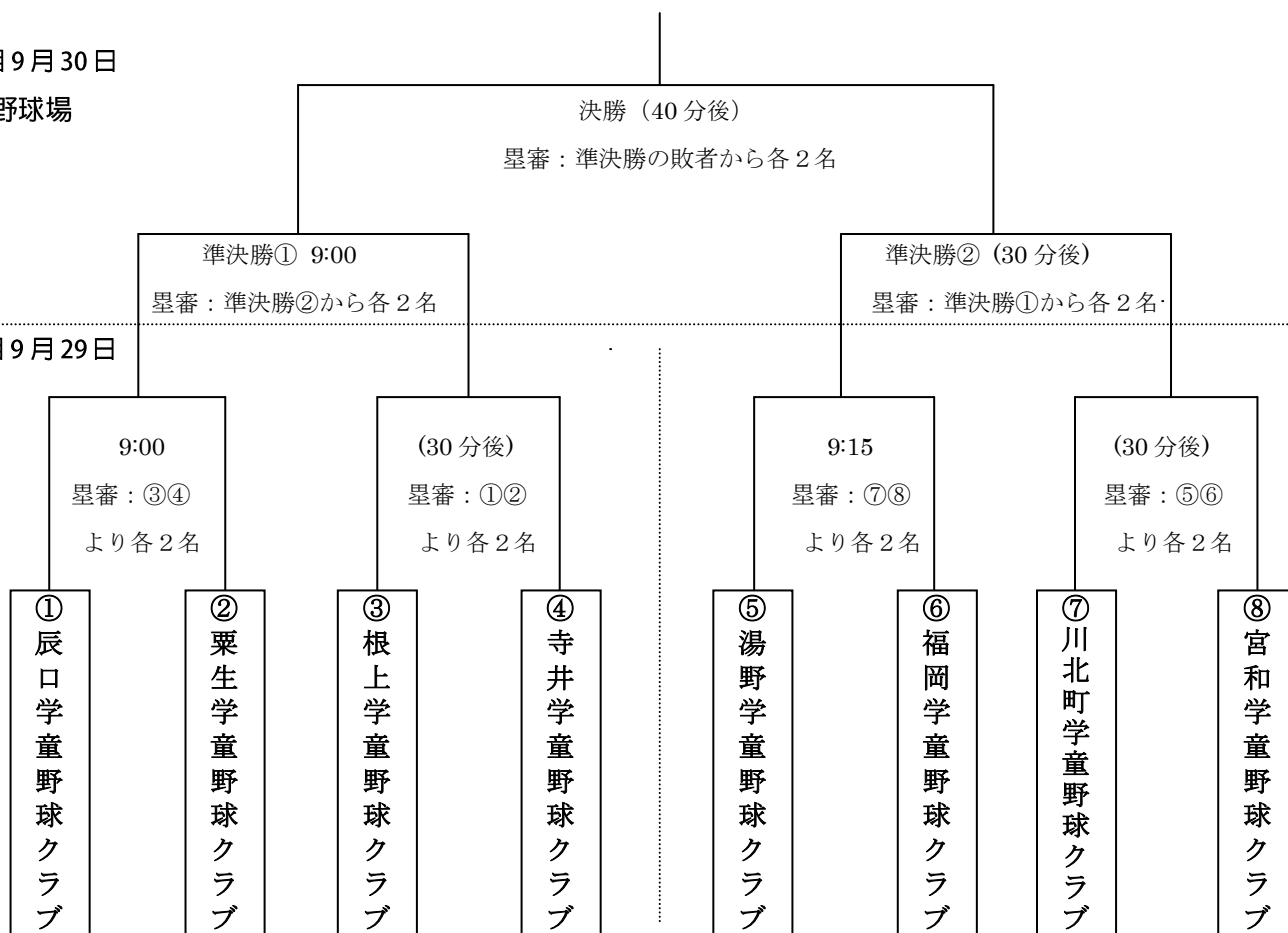 9月30日
野球場
決勝（40分後）
塁審：準決勝の敗者から各２名
準決勝① 9:00
塁審：準決勝②から各２名
準決勝② (30分後)
塁審：準決勝①から各２名
9月29日
9:00
塁審：③④
より各２名
(30分後)
塁審：①②
より各２名
9:15
塁審：⑦⑧
より各２名
(30分後)
塁審：⑤⑥
より各２名
①辰口学童野球クラブ
②粟生学童野球クラブ
③根上学童野球クラブ
④寺井学童野球クラブ
⑤湯野学童野球クラブ
⑥福岡学童野球クラブ
⑦川北町学童野球クラブ
⑧宮和学童野球クラブ